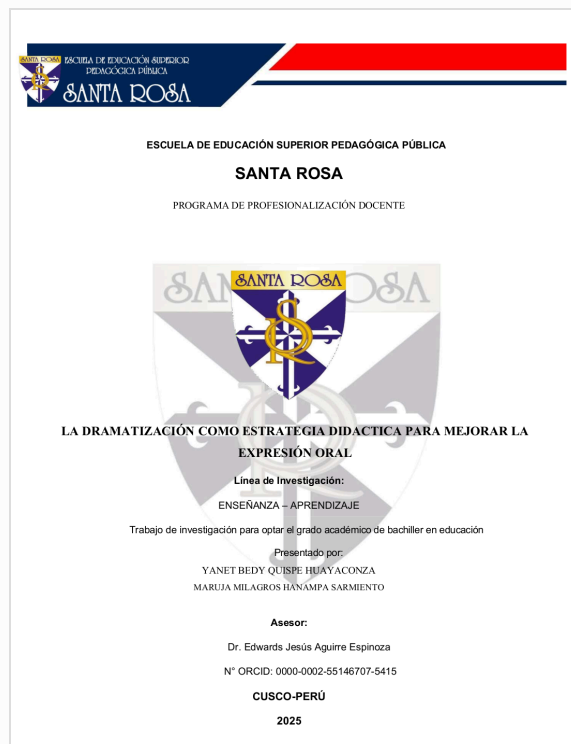 SANTA ROSA
ESCUELA DE EDUCACIÓN SUPERIOR
PEDAGÓGICA PÚBLICA
SANTA ROSA
ESCUELA DE EDUCACIÓN SUPERIOR PEDAGÓGICA PÚBLICA
SANTA ROSA
PROGRAMA DE PROFESIONALIZACIÓN DOCENTE
SANTA ROSA
LA DRAMATIZACIÓN COMO ESTRATEGIA DIDACTICA PARA MEJORAR LA
EXPRESIÓN ORAL
Línea de Investigación:
ENSEÑANZA – APRENDIZAJE
Trabajo de investigación para optar el grado académico de bachiller en educación
Presentado por:
YANET BEDY QUISPE HUAYACONZA
MARUJA MILAGROS HANAMPA SARMIENTO
Asesor:
Dr. Edwards Jesús Aguirre Espinoza
N° ORCID: 0000-0002-55146707-5415
CUSCO-PERÚ
2025